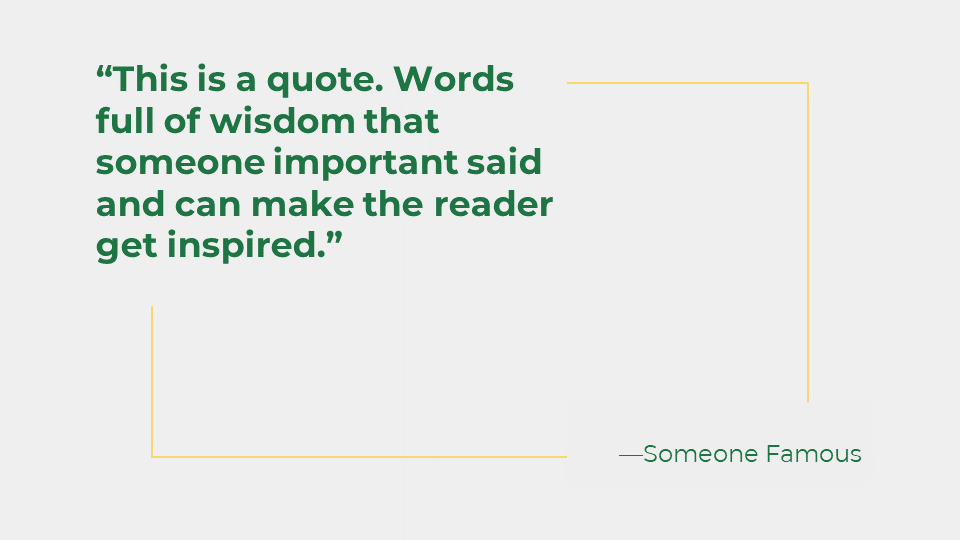 “This is a quote. Words
full of wisdom that
someone important said
and can make the reader
get inspired.”
—Someone Famous